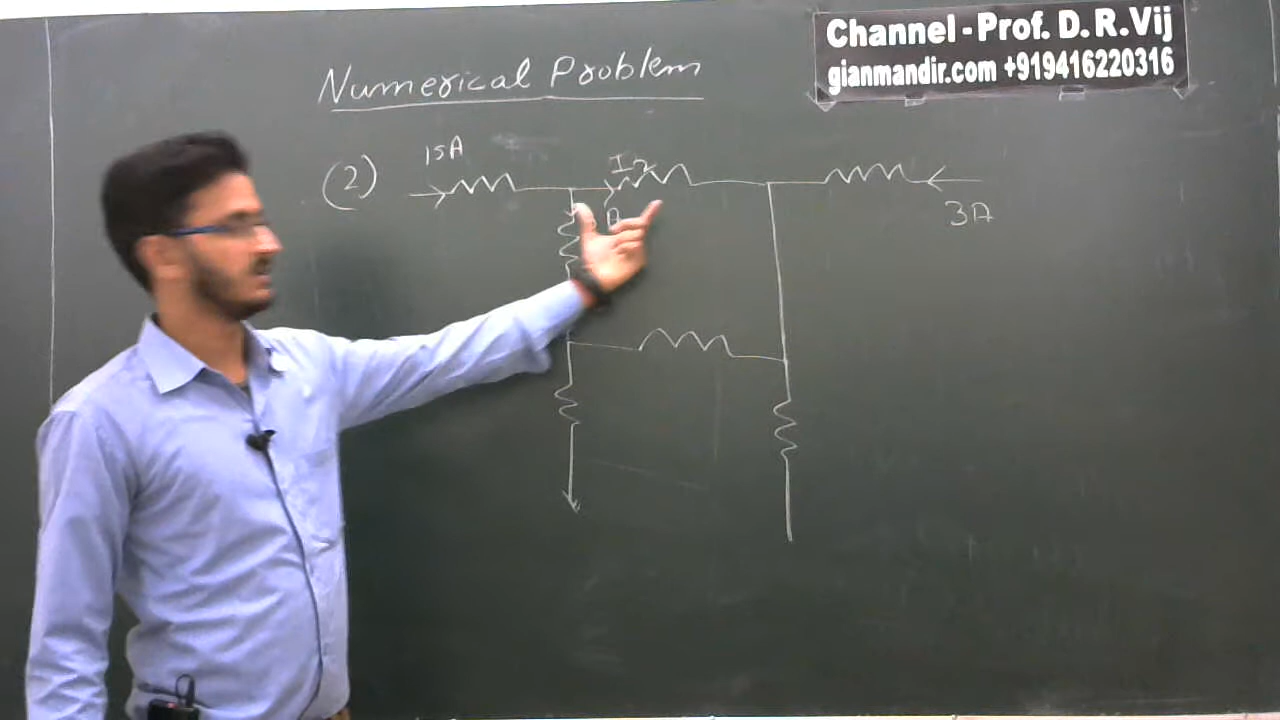 Channel - Prof. D. R. Vij
gianmandir.com +919416220316
Numerical Problem
(2)
15A
3A